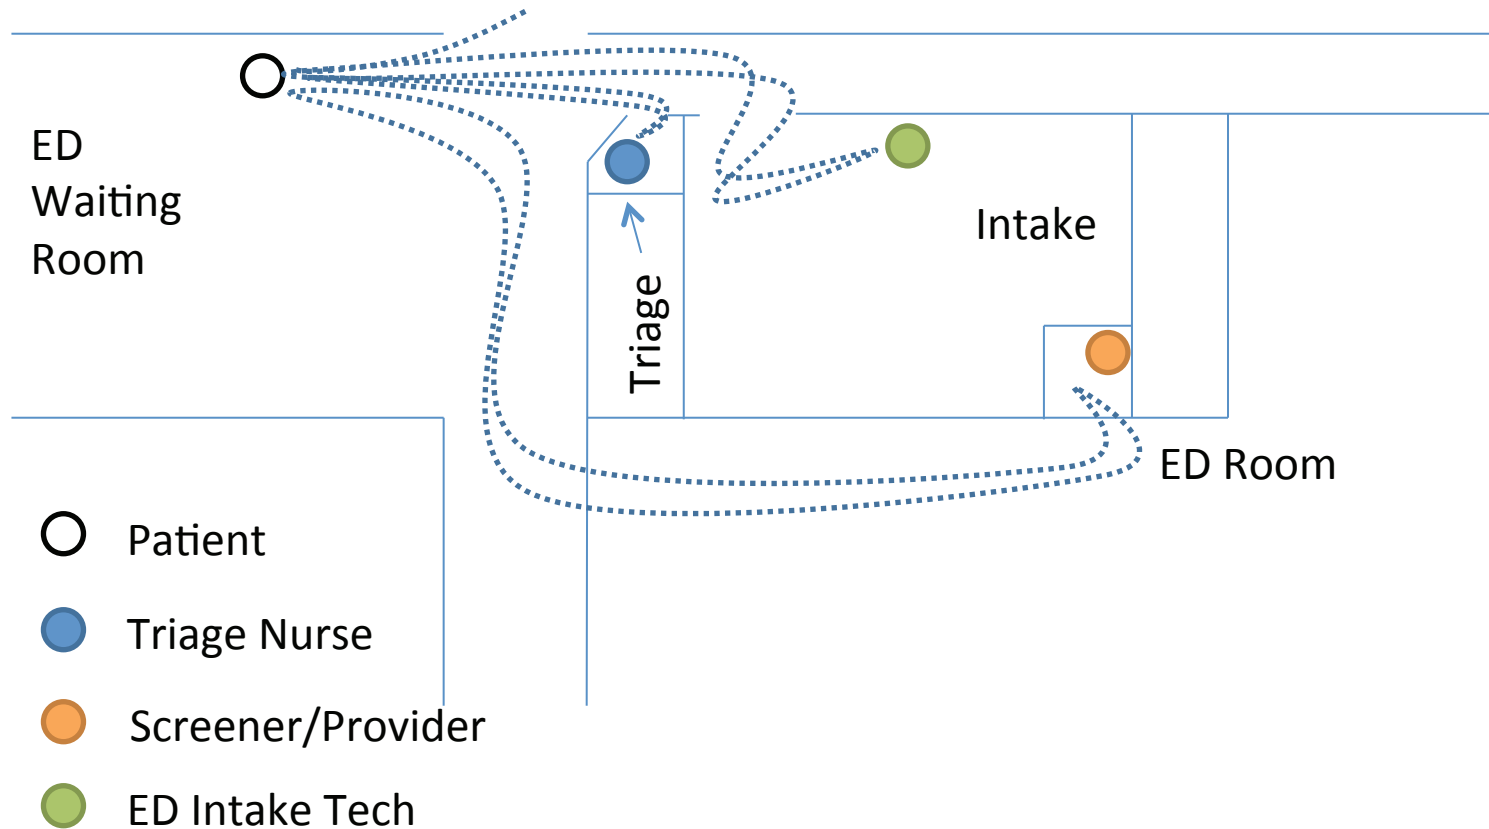 ED
Waiting
Room
Triage
Intake
ED Room
Patient
Triage Nurse
Screener/Provider
ED Intake Tech